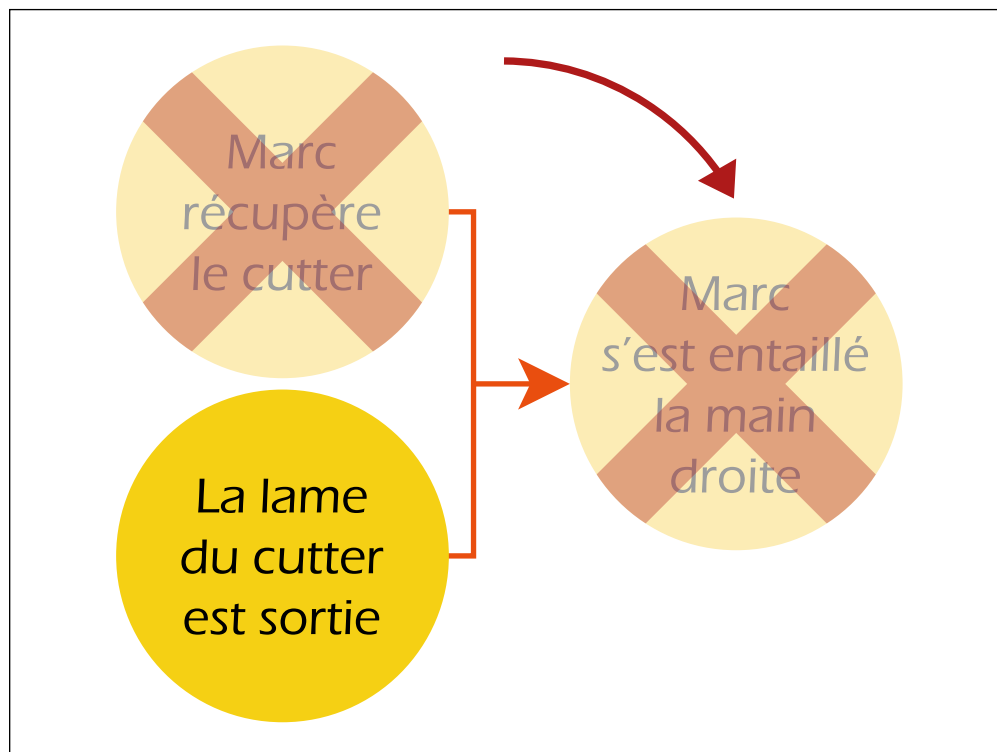 Marc
récupère
le cutter
La lame
du cutter
est sortie
Marc
s'est entaillé
la main
droite